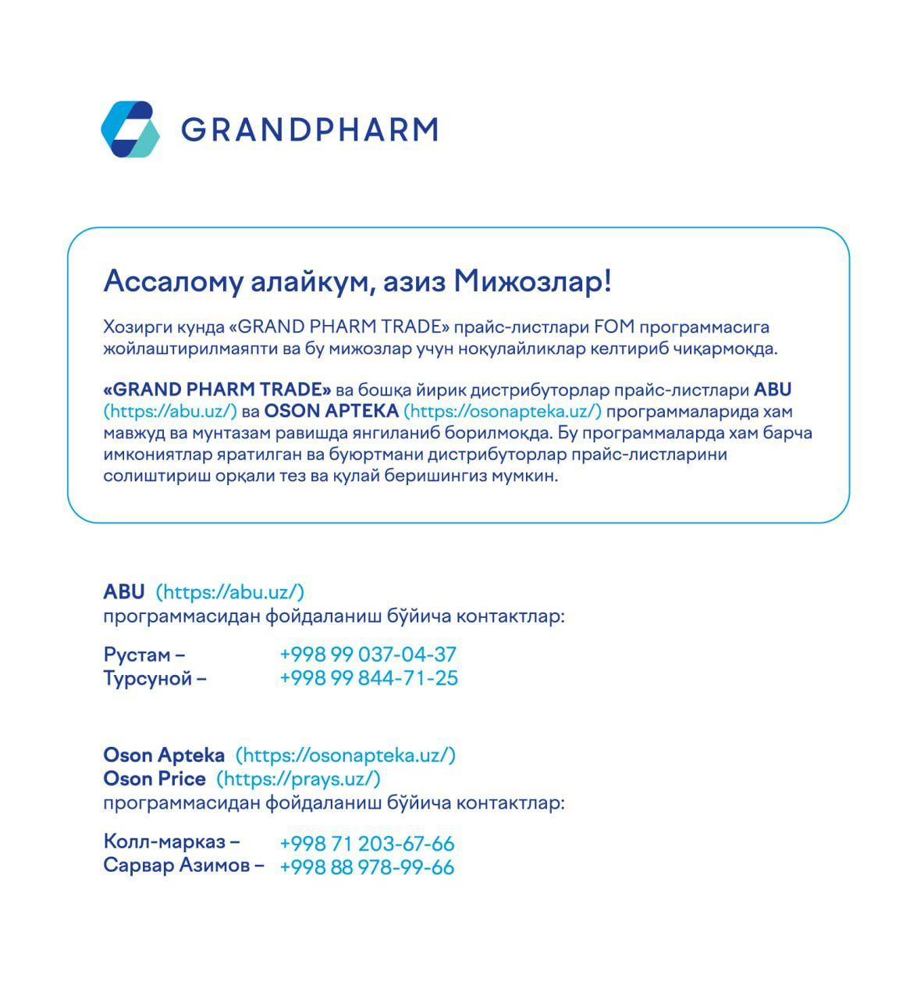 GRANDPHARM
Ассалому алайкум, азиз Мижозлар!
Хозирги кунда «GRAND PHARM TRADE» прайс-листлари FOM программасига
жойлаштирилмаяпти ва бу мижозлар учун ноқулайликлар келтириб чиқармоқда.
«GRAND PHARM TRADE» ва бошқа йирик дистрибуторлар прайс-листлари ABU
(https://abu.uz/) ва OSON APTEKA (https://osonapteka.uz/) программаларида хам
мавжуд ва мунтазам равишда янгиланиб борилмоқда. Бу программаларда хам барча
имкониятлар яратилган ва буюртмани дистрибуторлар прайс-листларини
солиштириш орқали тез ва қулай беришингиз мумкин.
ABU (https://abu.uz/)
программасидан фойдаланиш бўйича контактлар:
Рустам – +998 99 037-04-37
Турсуной – +998 99 844-71-25
Oson Apteka (https://osonapteka.uz/)
Oson Price (https://prays.uz/)
программасидан фойдаланиш бўйича контактлар:
Колл-марказ – +998 71 203-67-66
Сарвар Азимов – +998 88 978-99-66